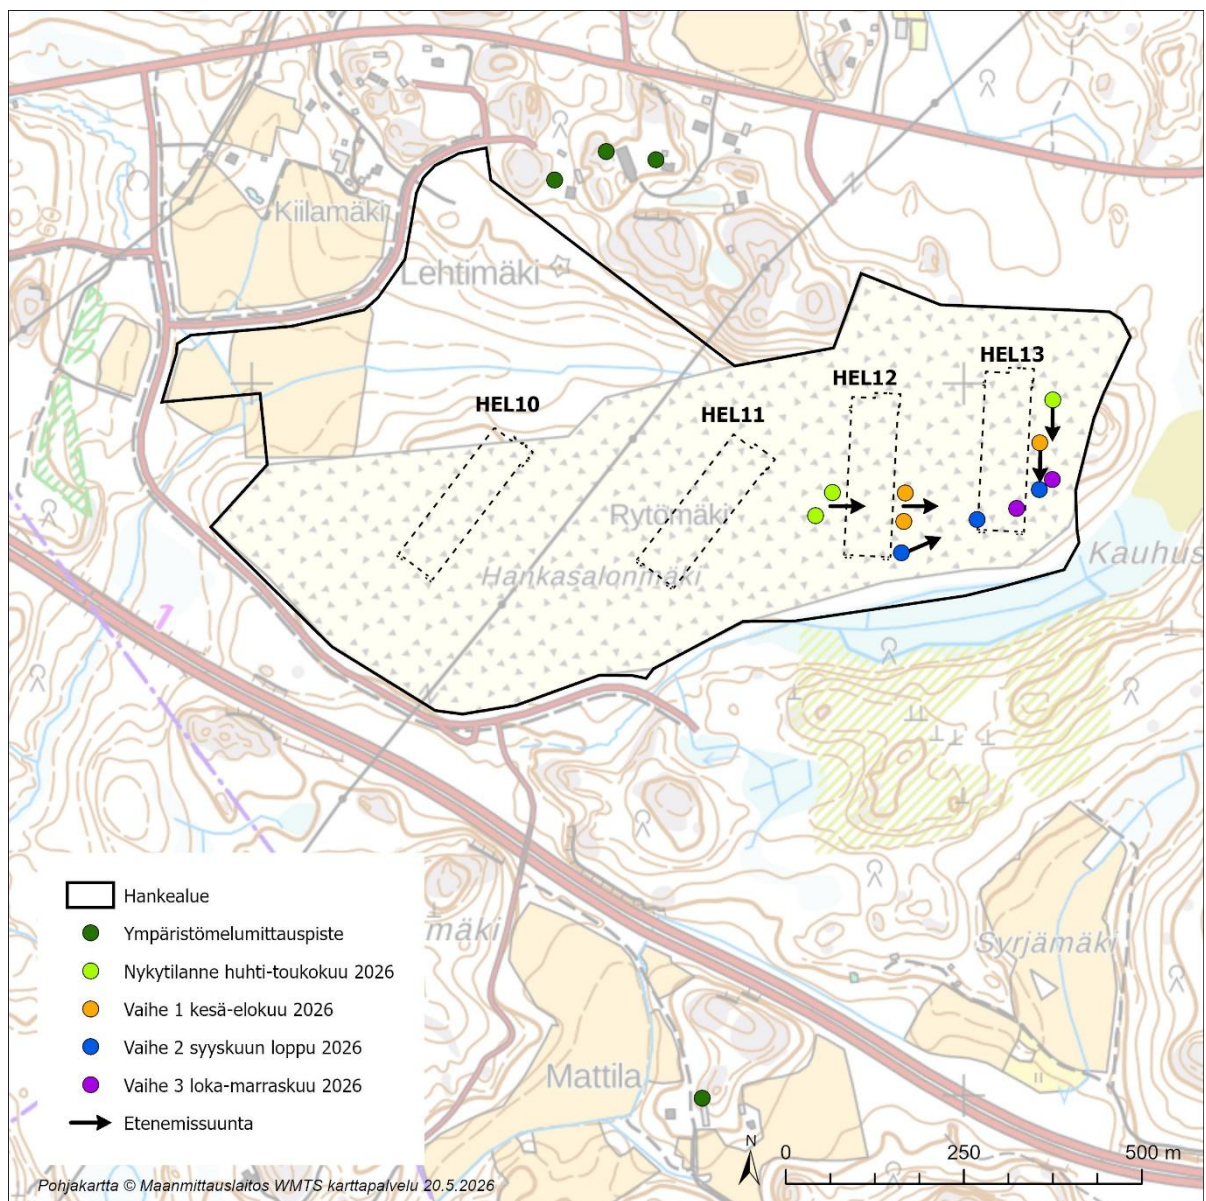 Kiilamäki
Lehtimäki
HEL13
HEL12
HEL10
HEL11
Rytömäki
Hankasalonmäki
Kauhus
1
Hankealue
Ympäristömelumittauspiste
Nykytilanne huhti-toukokuu 2026
Vaihe 1 kesä-elokuu 2026
Vaihe 2 syyskuun loppu 2026
Vaihe 3 loka-marraskuu 2026
Etenemissuunta
mäki
Syrjämäki
Mattila
N
0 250 500 m
Pohjakartta © Maanmittauslaitos WMTS karttapalvelu 20.5.2026